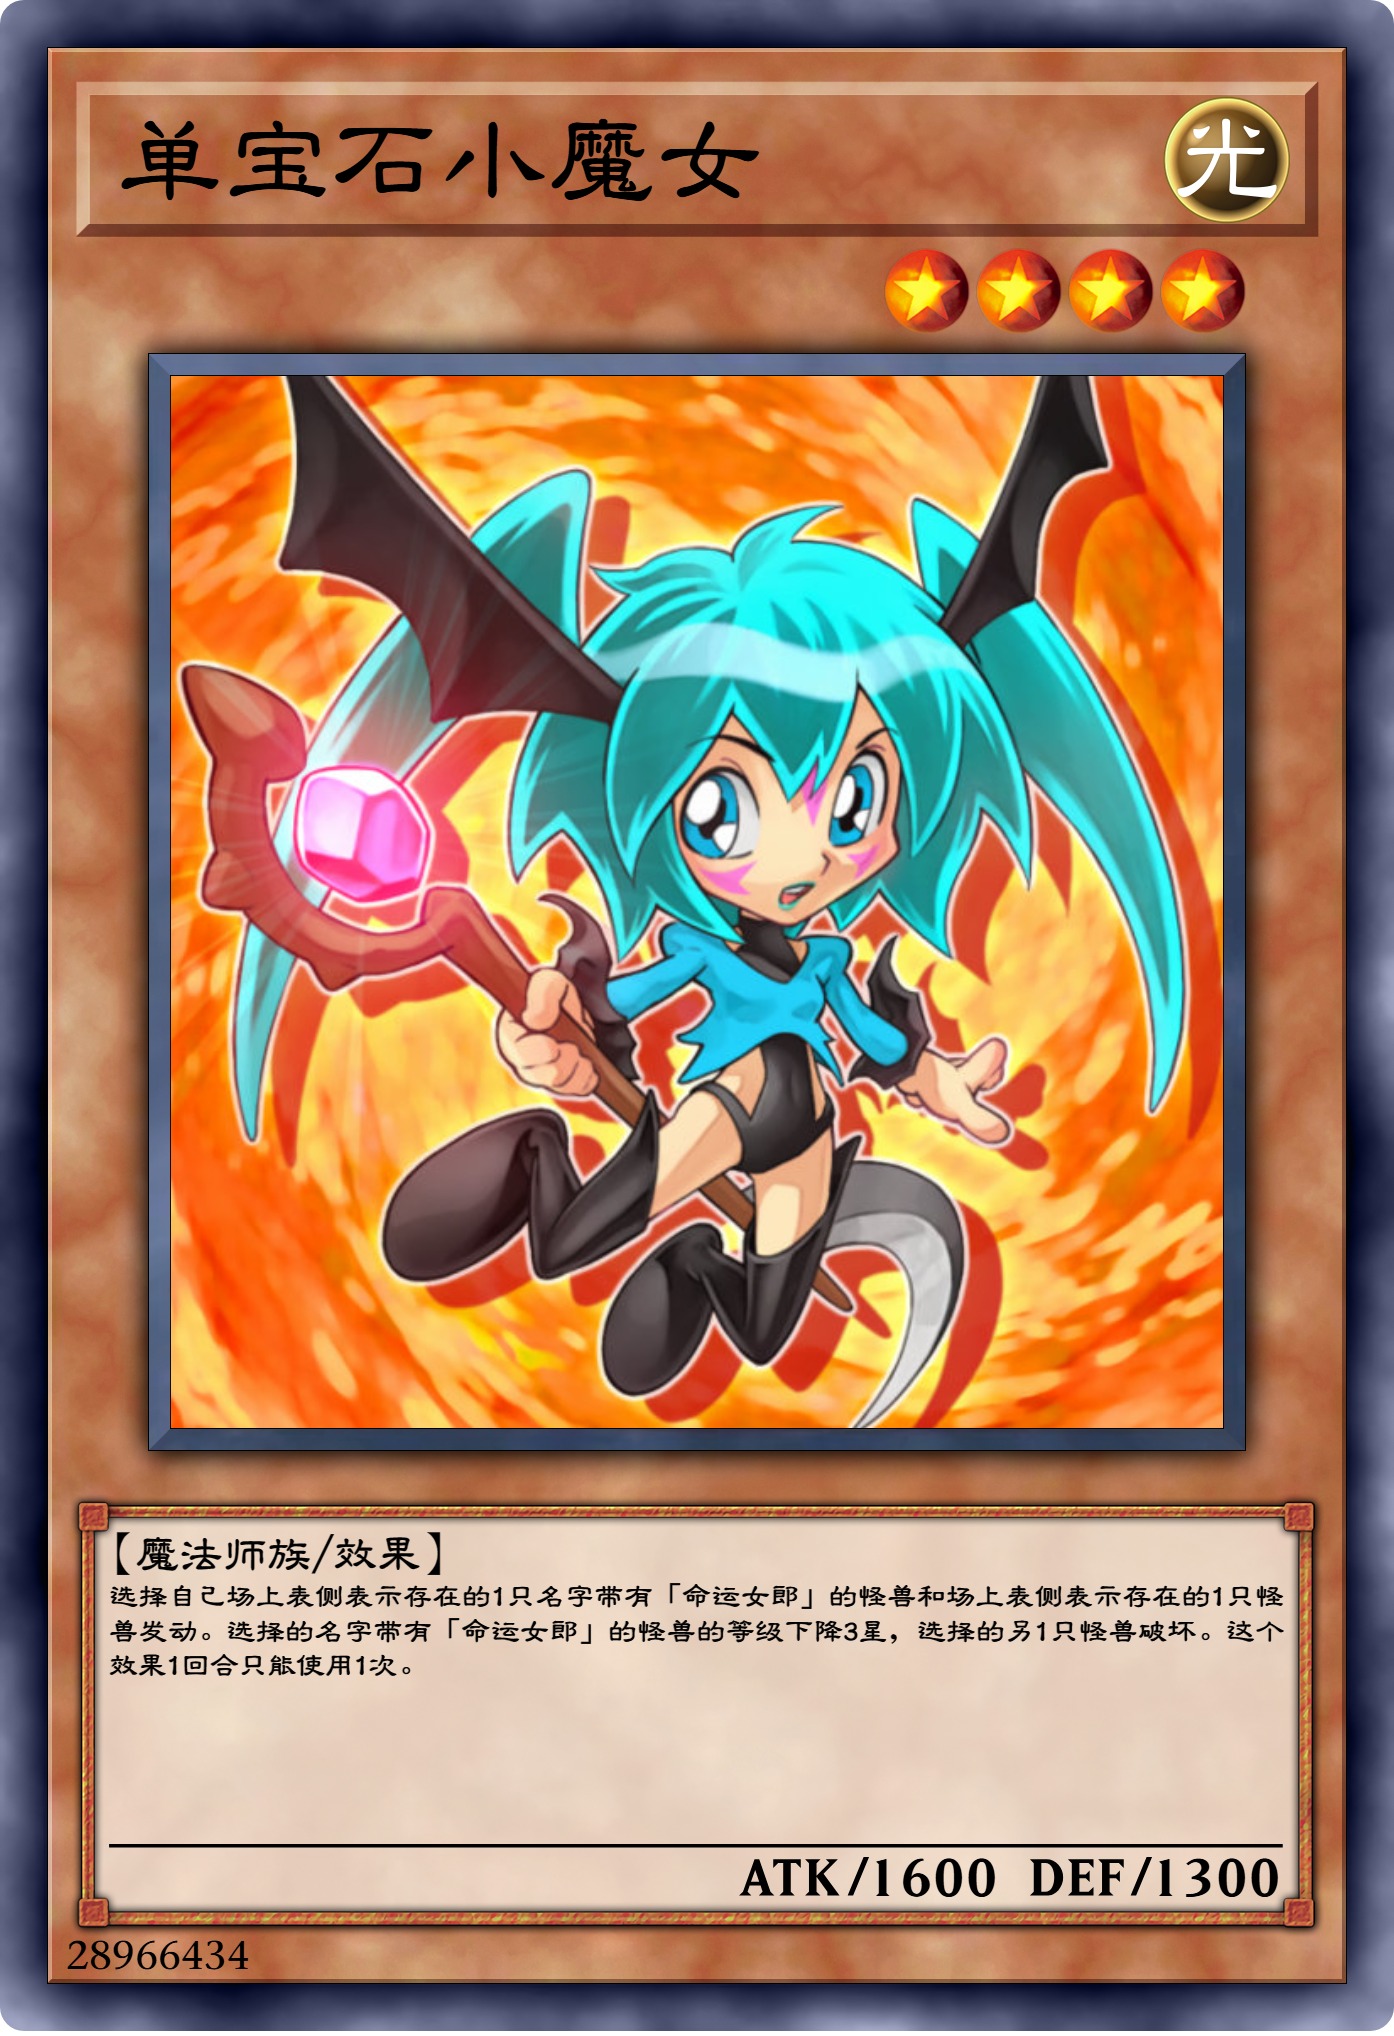 单宝石小魔女
光
【魔法师族/效果】
选择自己场上表侧表示存在的1只名字带有「命运女郎」的怪兽和场上表侧表示存在的1只怪
兽发动。选择的名字带有「命运女郎」的怪兽的等级下降3星，选择的另1只怪兽破坏。这个
效果1回合只能使用1次。
ATK/1600 DEF/1300
28966434